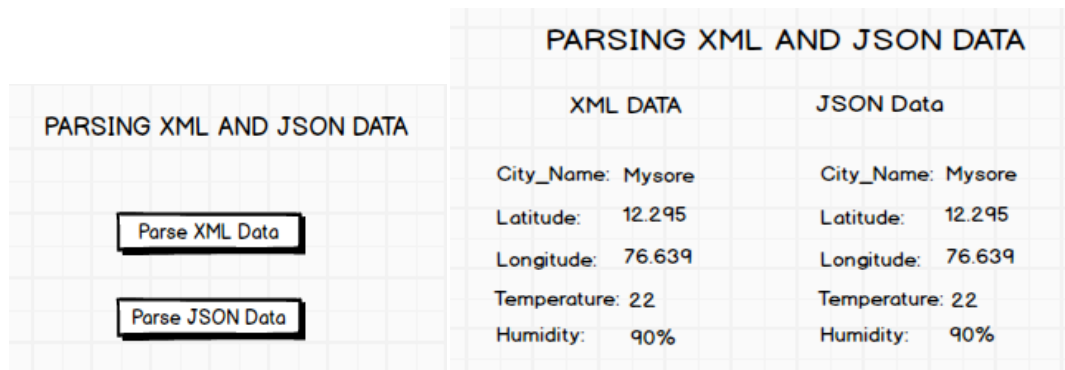 PARSING XML AND JSON DATA
Parse XML Data
Parse JSON Data
PARSING XML AND JSON DATA
XML DATA
City_Name: Mysore
Latitude: 12.295
Longitude: 76.639
Temperature: 22
Humidity: 90%
JSON Data
City_Name: Mysore
Latitude: 12.295
Longitude: 76.639
Temperature: 22
Humidity: 90%